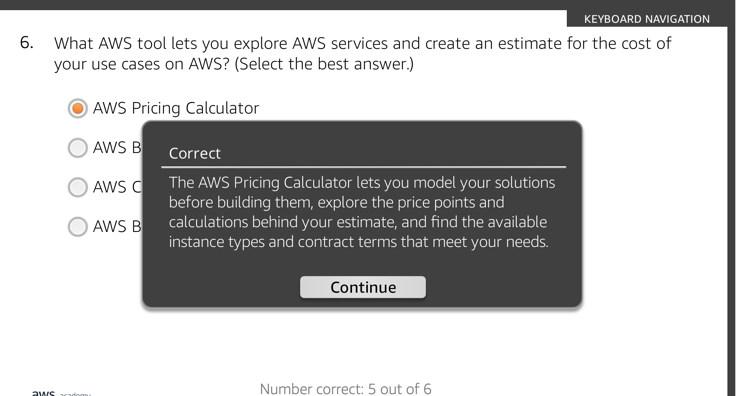 KEYBOARD NAVIGATION
6. What AWS tool lets you explore AWS services and create an estimate for the cost of
your use cases on AWS? (Select the best answer.)
AWS Pricing Calculator
AWS B
AWS C
AWS B
Correct
The AWS Pricing Calculator lets you model your solutions
before building them, explore the price points and
calculations behind your estimate, and find the available
instance types and contract terms that meet your needs.
Continue
Number correct: 5 out of 6
aws academy